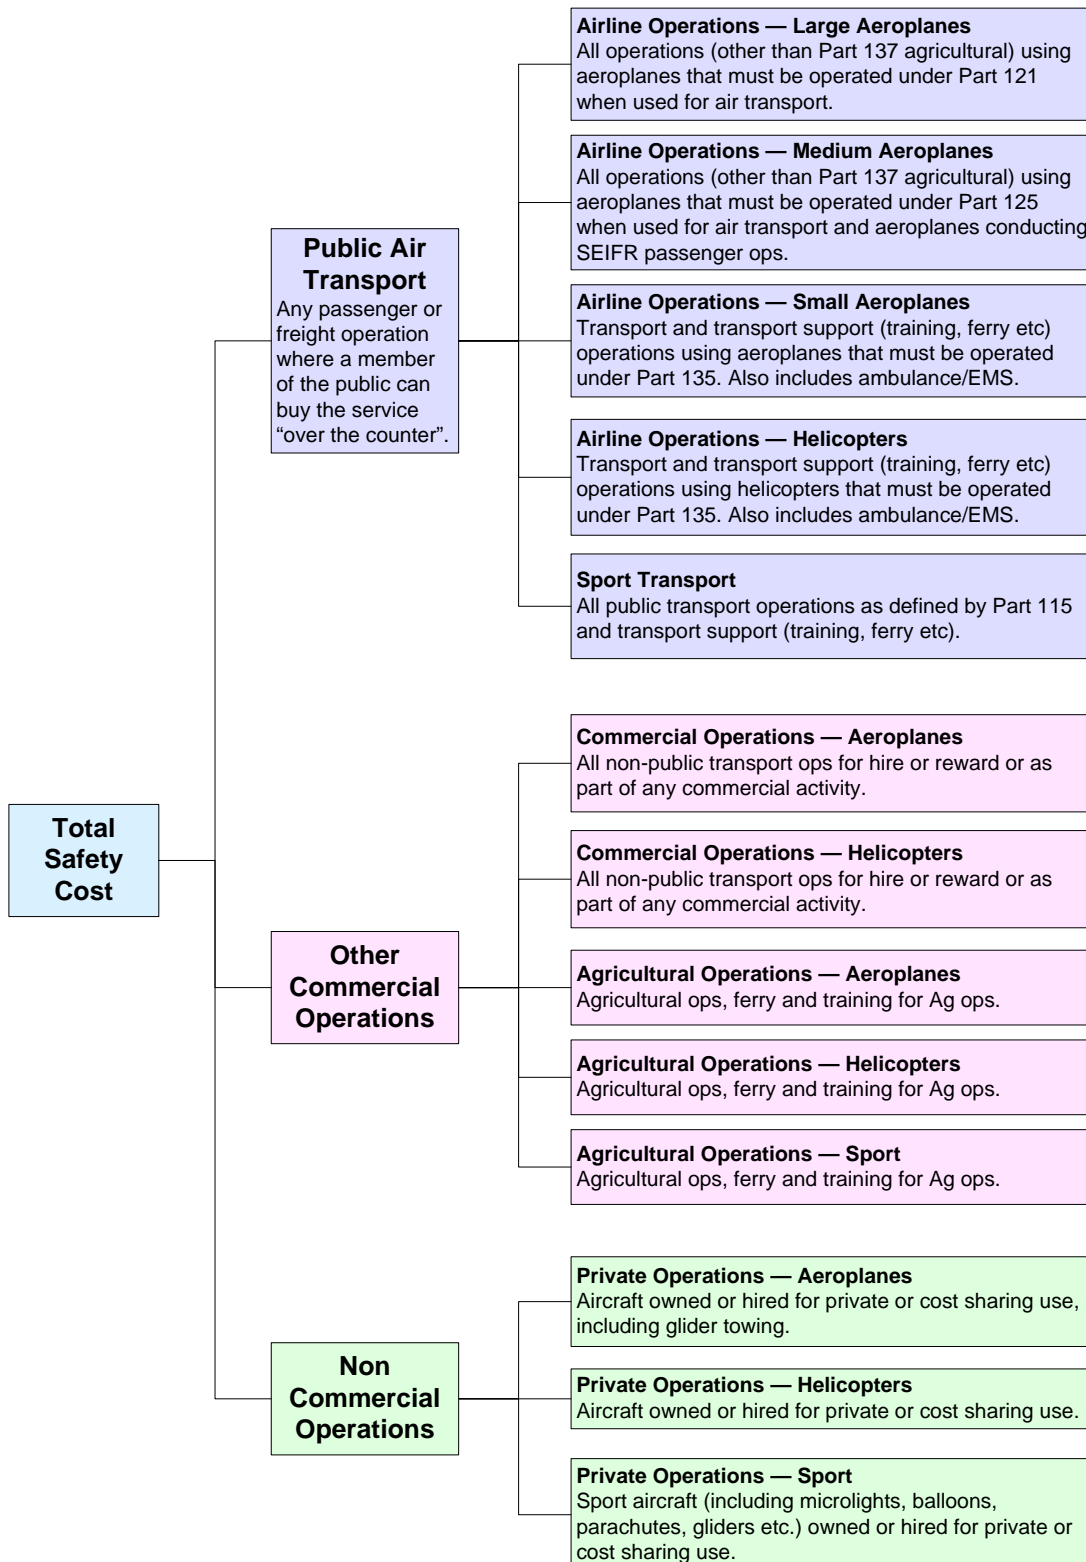 Airline Operations — Large Aeroplanes
All operations (other than Part 137 agricultural) using
aeroplanes that must be operated under Part 121
when used for air transport.
Airline Operations — Medium Aeroplanes
All operations (other than Part 137 agricultural) using
aeroplanes that must be operated under Part 125
when used for air transport and aeroplanes conducting
SEIFR passenger ops.
Public Air
Transport
Any passenger or
freight operation
where a member
of the public can
buy the service
“over the counter”.
Airline Operations — Small Aeroplanes
Transport and transport support (training, ferry etc)
operations using aeroplanes that must be operated
under Part 135. Also includes ambulance/EMS.
Airline Operations — Helicopters
Transport and transport support (training, ferry etc)
operations using helicopters that must be operated
under Part 135. Also includes ambulance/EMS.
Sport Transport
All public transport operations as defined by Part 115
and transport support (training, ferry etc).
Commercial Operations — Aeroplanes
All non-public transport ops for hire or reward or as
part of any commercial activity.
Total
Safety
Cost
Commercial Operations — Helicopters
All non-public transport ops for hire or reward or as
part of any commercial activity.
Other
Commercial
Operations
Agricultural Operations — Aeroplanes
Agricultural ops, ferry and training for Ag ops.
Agricultural Operations — Helicopters
Agricultural ops, ferry and training for Ag ops.
Agricultural Operations — Sport
Agricultural ops, ferry and training for Ag ops.
Private Operations — Aeroplanes
Aircraft owned or hired for private or cost sharing use,
including glider towing.
Non
Commercial
Operations
Private Operations — Helicopters
Aircraft owned or hired for private or cost sharing use.
Private Operations — Sport
Sport aircraft (including microlights, balloons,
parachutes, gliders etc.) owned or hired for private or
cost sharing use.